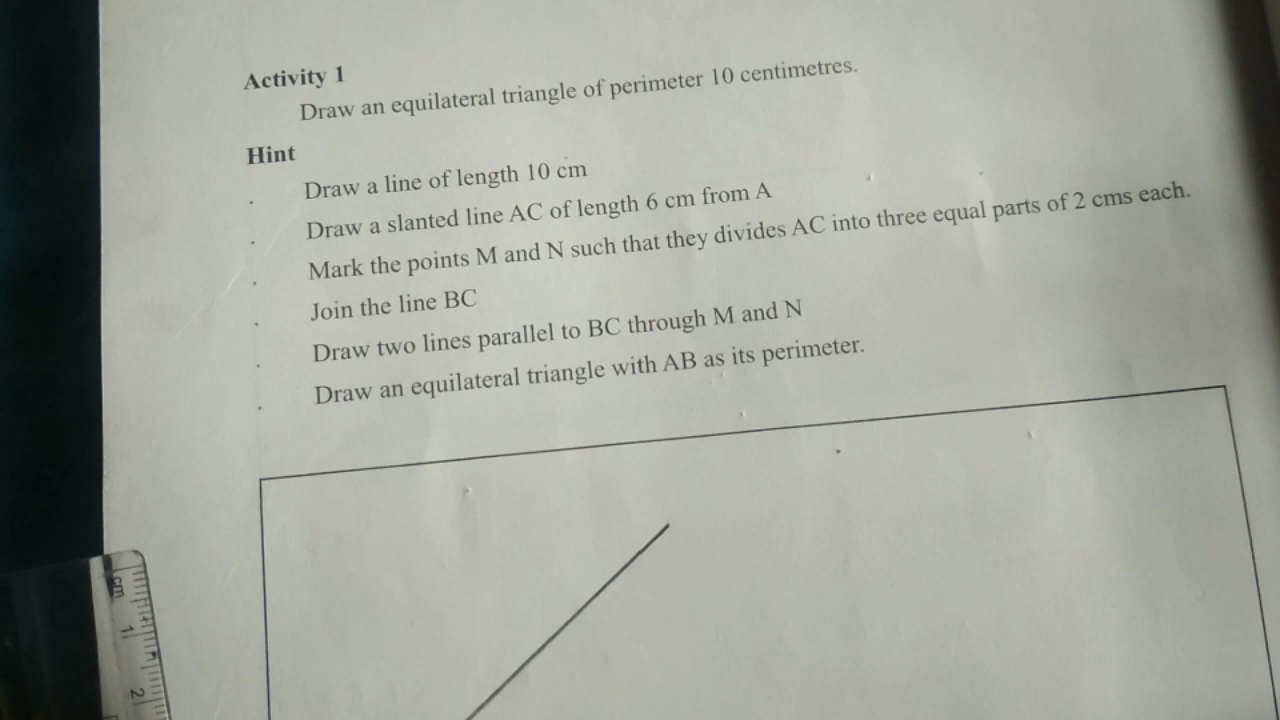 Activity 1
Draw an equilateral triangle of perimeter 10 centimetres.
Hint
. Draw a line of length 10 cm
. Draw a slanted line AC of length 6 cm from A
. Mark the points M and N such that they divides AC into three equal parts of 2 cms each.
. Join the line BC
. Draw two lines parallel to BC through M and N
. Draw an equilateral triangle with AB as its perimeter.
cm
1
2